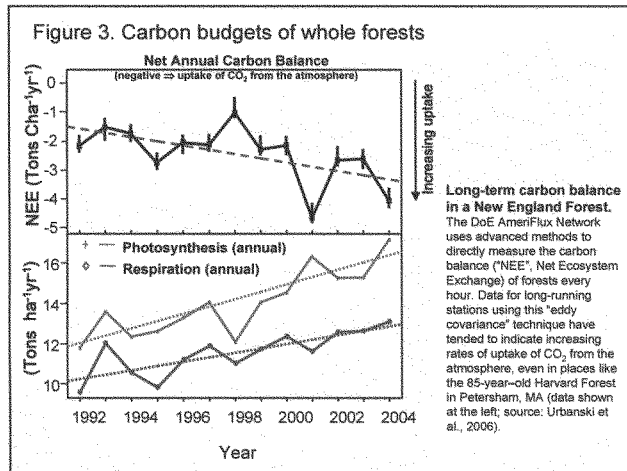 Figure 3. Carbon budgets of whole forests
Net Annual Carbon Balance
(negative ⇒ uptake of CO₂ from the atmosphere)
0
-1
-2
-3
-4
-5
NEE (Tons Cha⁻¹yr⁻¹)
Increasing uptake
Photosynthesis (annual)
Respiration (annual)
16
14
12
10
(Tons ha⁻¹yr⁻¹)
1992 1994 1996 1998 2000 2002 2004
Year
Long-term carbon balance
in a New England Forest.
The DoE AmeriFlux Network
uses advanced methods to
directly measure the carbon
balance ("NEE", Net Ecosystem
Exchange) of forests every
hour. Data for long-running
stations using this "eddy
covariance" technique have
tended to indicate increasing
rates of uptake of CO₂ from the
atmosphere, even in places like
the 85-year–old Harvard Forest
in Petersham, MA (data shown
at the left; source: Urbanski et
al., 2006).